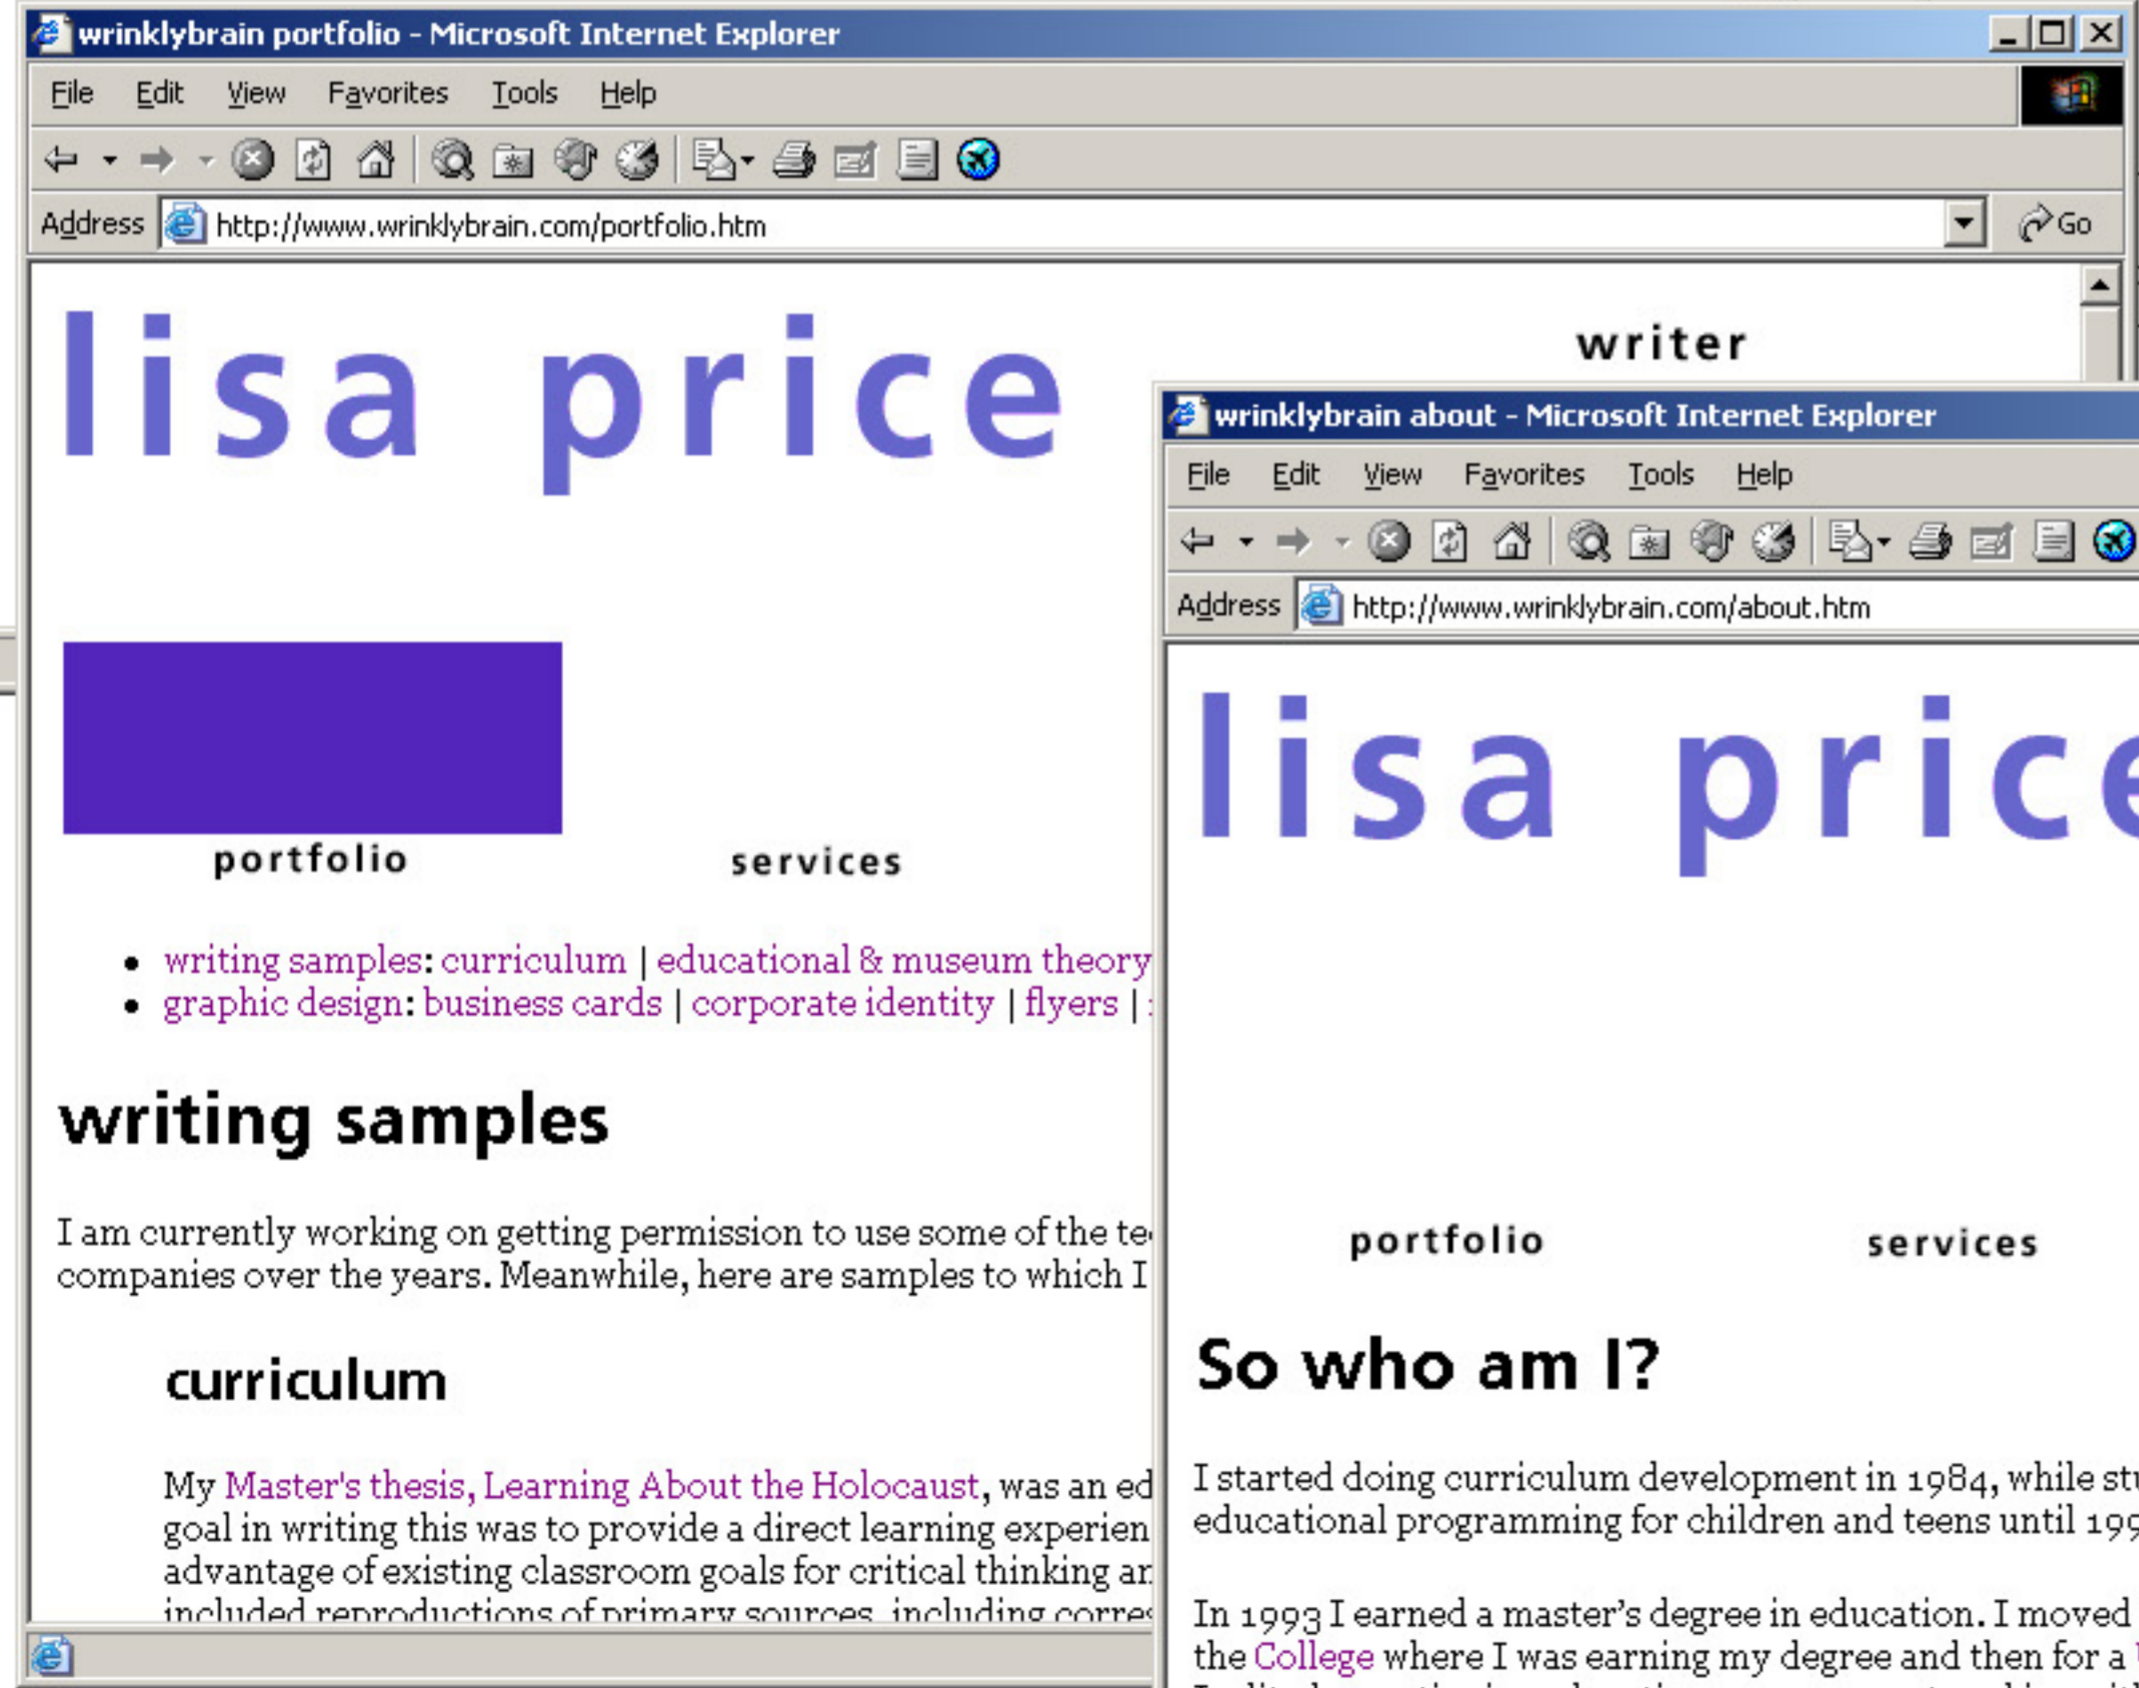 wrinklybrain portfolio - Microsoft Internet Explorer
File Edit View Favorites Tools Help
Address http://www.wrinklybrain.com/portfolio.htm Go
lisa price
writer
portfolio services
writing samples: curriculum | educational & museum theory
graphic design: business cards | corporate identity | flyers |
writing samples
I am currently working on getting permission to use some of the
companies over the years. Meanwhile, here are samples to which I
curriculum
My Master's thesis, Learning About the Holocaust, was an
goal in writing this was to provide a direct learning
advantage of existing classroom goals for critical thinking
included reproductions of primary sources, including
wrinklybrain about - Microsoft Internet Explorer
File Edit View Favorites Tools Help
Address http://www.wrinklybrain.com/about.htm
lisa price
portfolio services
So who am I?
I started doing curriculum development in 1984, while
educational programming for children and teens until
In 1993 I earned a master's degree in education. I moved
the College where I was earning my degree and then for a